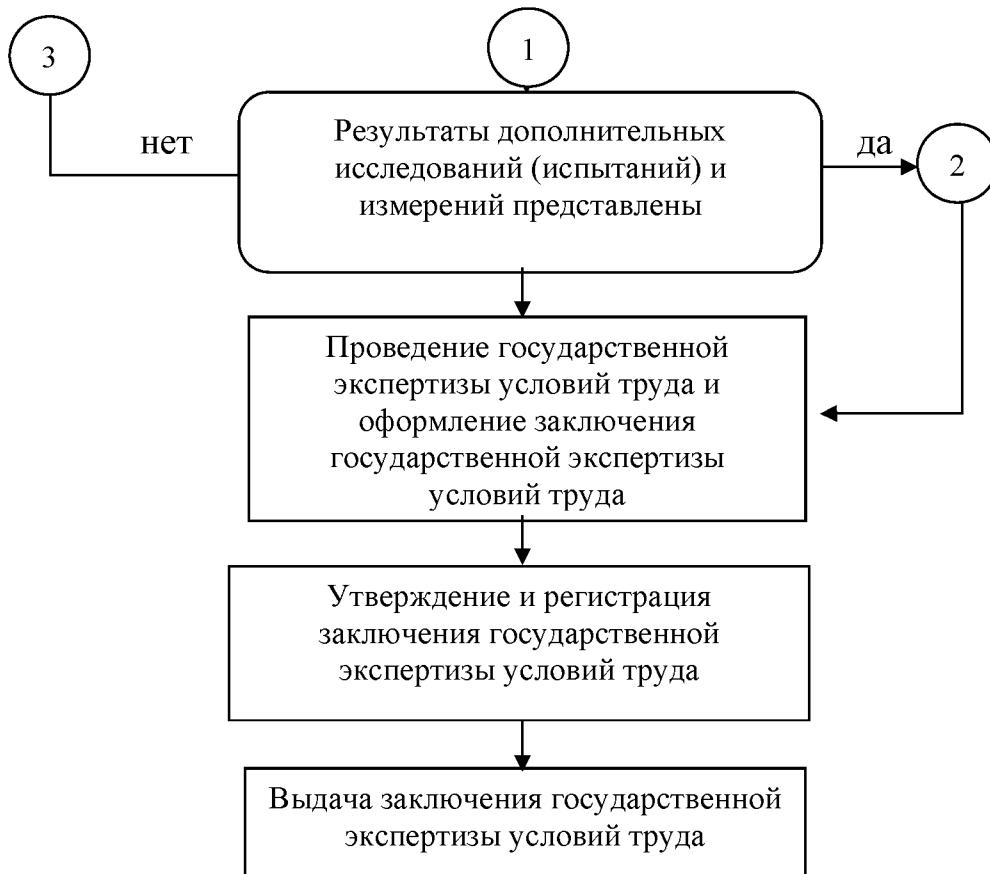 3
1
нет
Результаты дополнительных
исследований (испытаний) и
измерений представлены
да
2
Проведение государственной
экспертизы условий труда и
оформление заключения
государственной экспертизы
условий труда
Утверждение и регистрация
заключения государственной
экспертизы условий труда
Выдача заключения государственной
экспертизы условий труда